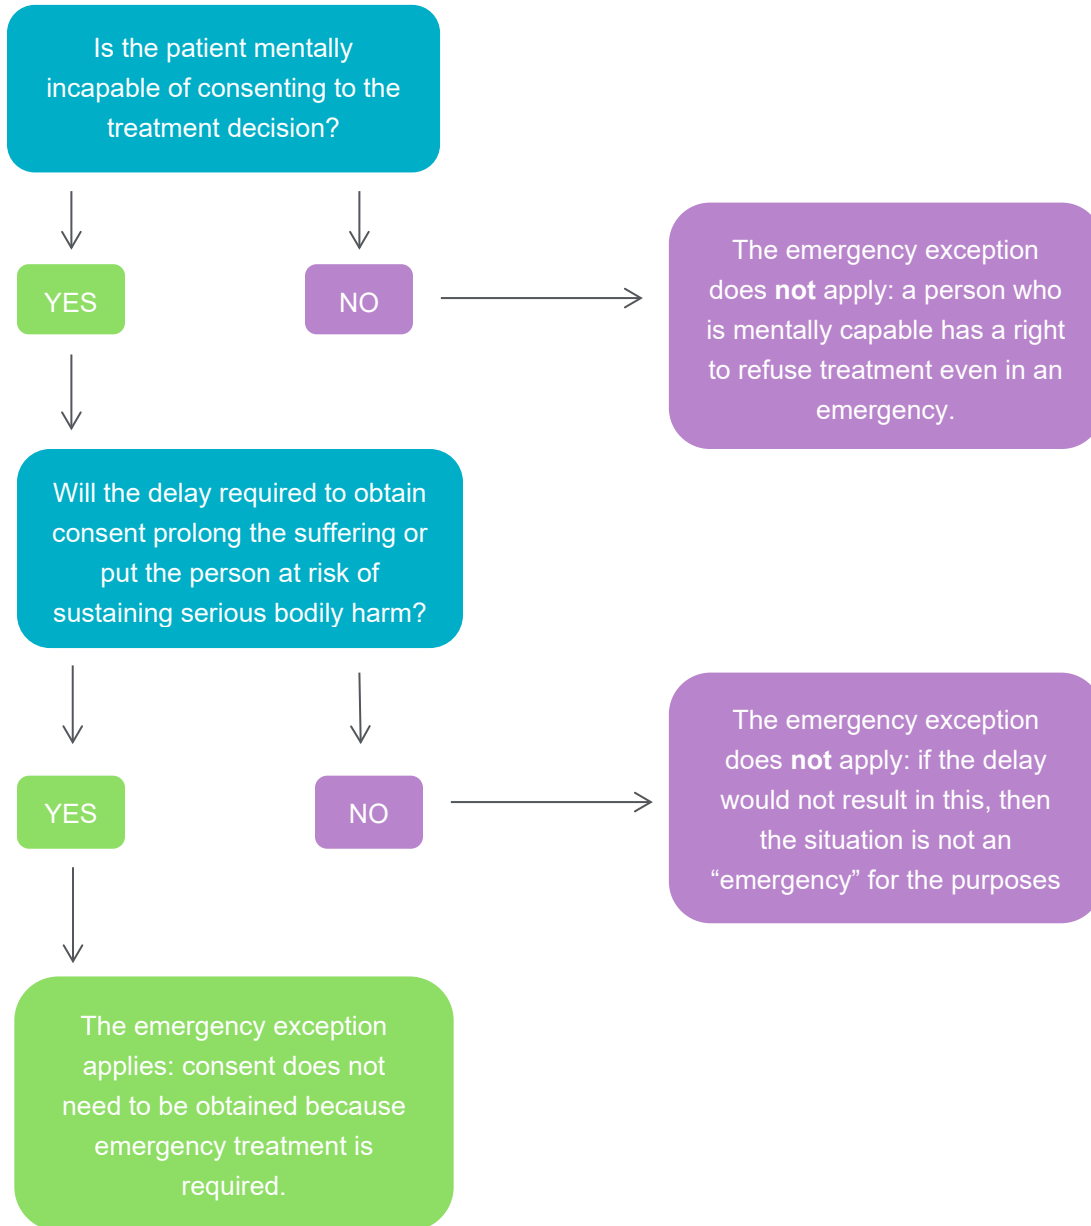 Is the patient mentally
incapable of consenting to the
treatment decision?
YES
NO
The emergency exception
does not apply: a person who
is mentally capable has a right
to refuse treatment even in an
emergency.
Will the delay required to obtain
consent prolong the suffering or
put the person at risk of
sustaining serious bodily harm?
YES
NO
The emergency exception
does not apply: if the delay
would not result in this, then
the situation is not an
“emergency” for the purposes
The emergency exception
applies: consent does not
need to be obtained because
emergency treatment is
required.